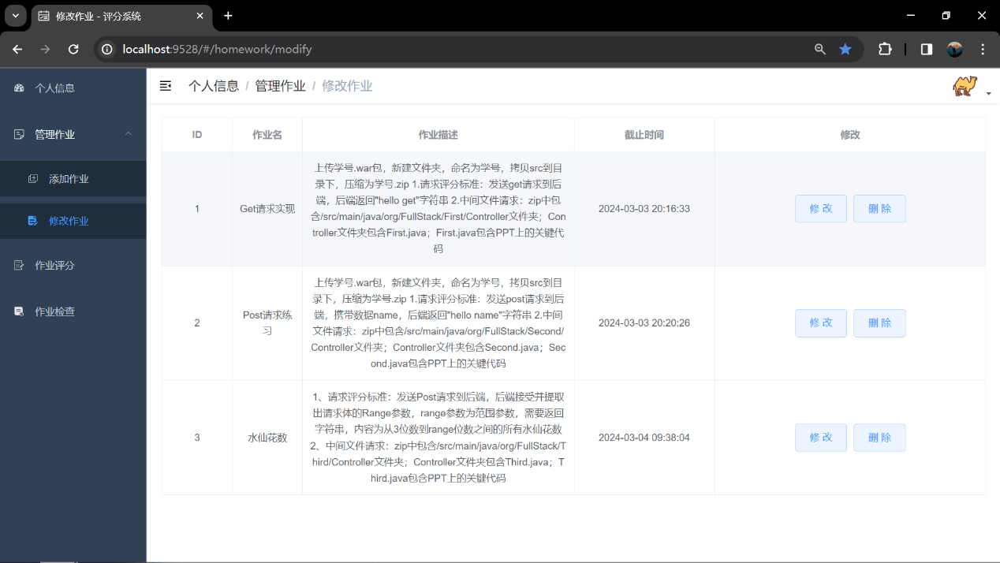 修改作业 - 评分系统
localhost:9528/#/homework/modify
个人信息
管理作业
添加作业
修改作业
作业评分
作业检查
个人信息 / 管理作业 / 修改作业
ID 作业名 作业描述 截止时间 修改
1
Get请求实现
上传学号.war包，新建文件夹，命名为学号，拷贝src到目
录下，压缩为学号.zip 1.请求评分标准：发送get请求到后
端，后端返回"hello get"字符串 2.中间文件请求：zip中包
含/src/main/java/org/FullStack/First/Controller文件夹；Con
troller文件夹包含First.java；First.java包含PPT上的关键代
码
2024-03-03 20:16:33
修 改 删 除
2
Post请求练
习
上传学号.war包，新建文件夹，命名为学号，拷贝src到目
录下，压缩为学号.zip 1.请求评分标准：发送post请求到后
端，携带数据name，后端返回"hello name"字符串 2.中间
文件请求：zip中包含/src/main/java/org/FullStack/Second/
Controller文件夹；Controller文件夹包含Second.java；Sec
ond.java包含PPT上的关键代码
2024-03-03 20:20:26
修 改 删 除
3
水仙花数
1、请求评分标准：发送Post请求到后端，后端接受并提取
出请求体的Range参数，range参数为范围参数，需要返回
字符串，内容为从3位数到range位数之间的所有水仙花数
2、中间文件请求：zip中包含/src/main/java/org/FullStack/T
hird/Controller文件夹；Controller文件夹包含Third.java；T
hird.java包含PPT上的关键代码
2024-03-04 09:38:04
修 改 删 除